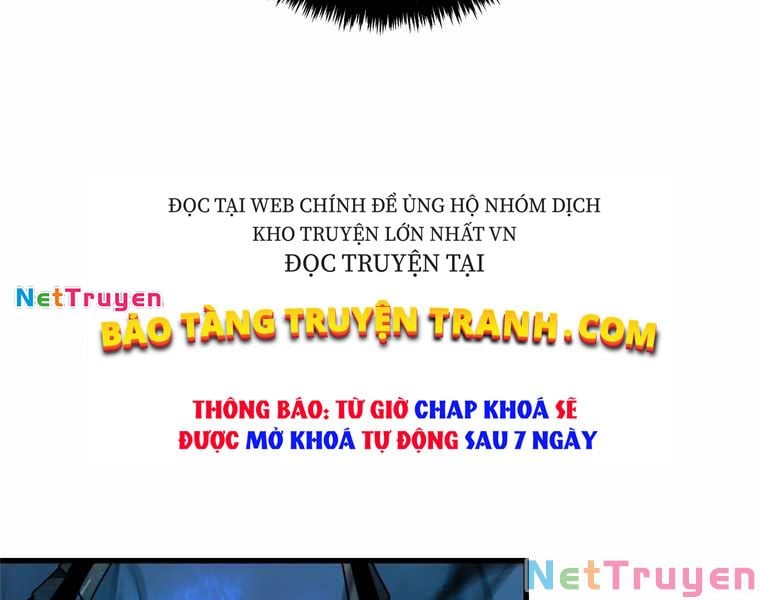 ĐỌC TẠI WEB CHÍNH ĐỂ ỦNG HỘ NHÓM DỊCH
KHO TRUYỆN LỚN NHẤT VN
ĐỌC TRUYỆN TẠI
NetTruyen
BẢO TÀNG TRUYỆN TRANH.COM
THÔNG BÁO: TỪ GIỜ CHAP KHOÁ SẼ
ĐƯỢC MỞ KHOÁ TỰ ĐỘNG SAU 7 NGÀY
NetTruyen